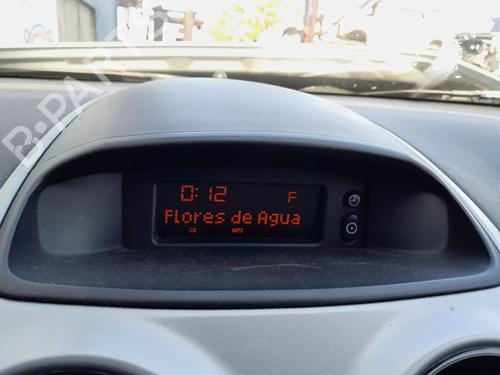 B-PARTS
0:12 F
Flores de Agua
CD MP3